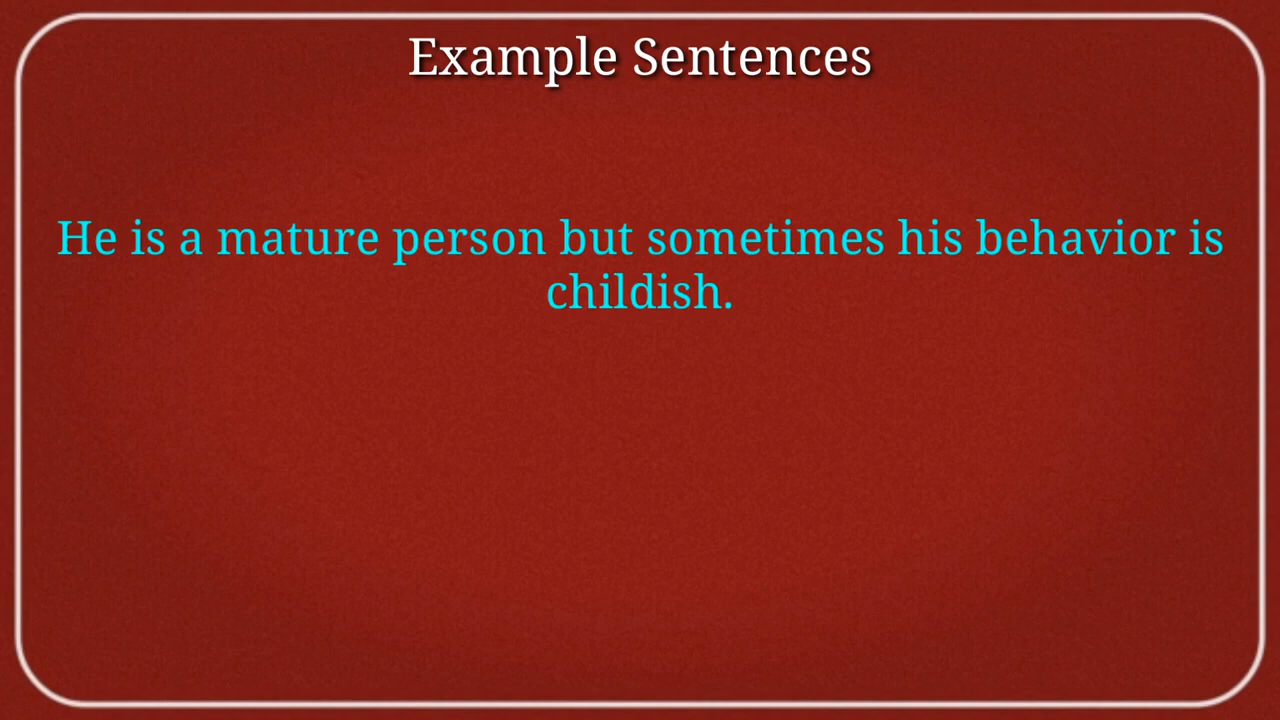 Example Sentences
He is a mature person but sometimes his behavior is
childish.